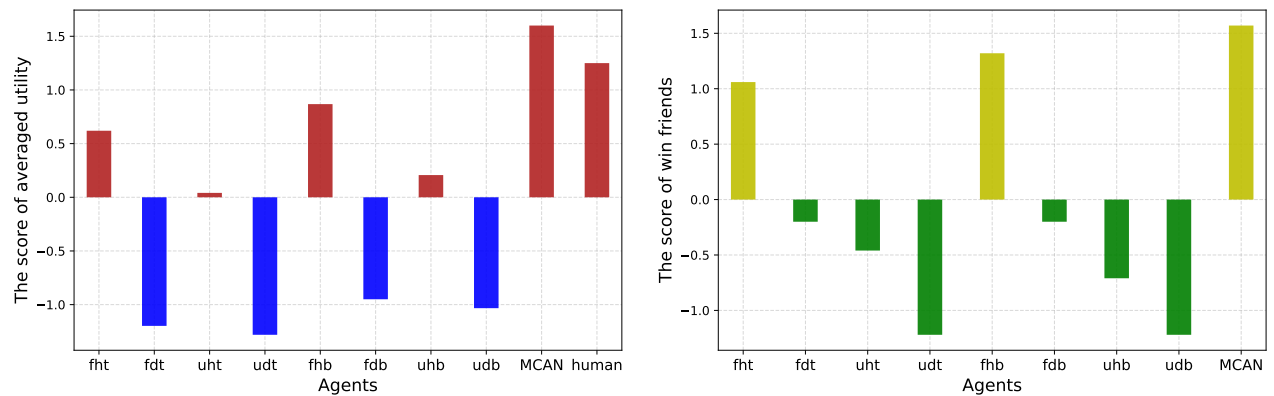 The score of averaged utility
1.5
1.0
0.5
0.0
−0.5
−1.0
fht fdt uht udt fhb fdb uhb udb MCAN human
Agents
The score of win friends
1.5
1.0
0.5
0.0
−0.5
−1.0
fht fdt uht udt fhb fdb uhb udb MCAN
Agents